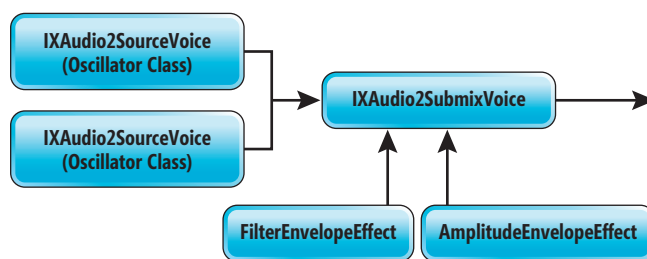 IXAudio2SourceVoice
(Oscillator Class)
IXAudio2SubmixVoice
IXAudio2SourceVoice
(Oscillator Class)
FilterEnvelopeEffect
AmplitudeEnvelopeEffect